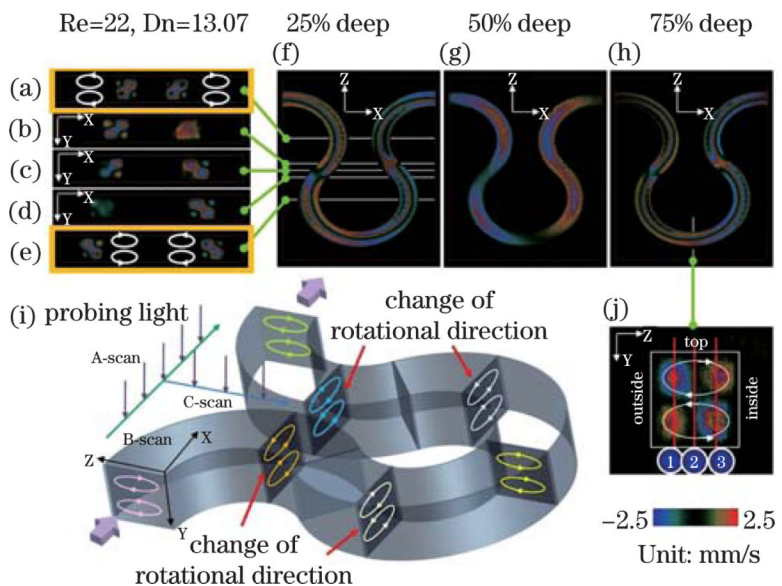 Re=22, Dn=13.07
25% deep
50% deep
75% deep
(f)
(g)
(h)
(a)
(b)
(c)
(d)
(e)
X
Y
X
Y
X
Y
Z
X
Z
X
Z
X
(i)
probing light
A-scan
C-scan
B-scan
X
Z
Y
change of
rotational direction
change of
rotational direction
(j)
Z
Y
top
outside
inside
1 2 3
−2.5 2.5
Unit: mm/s